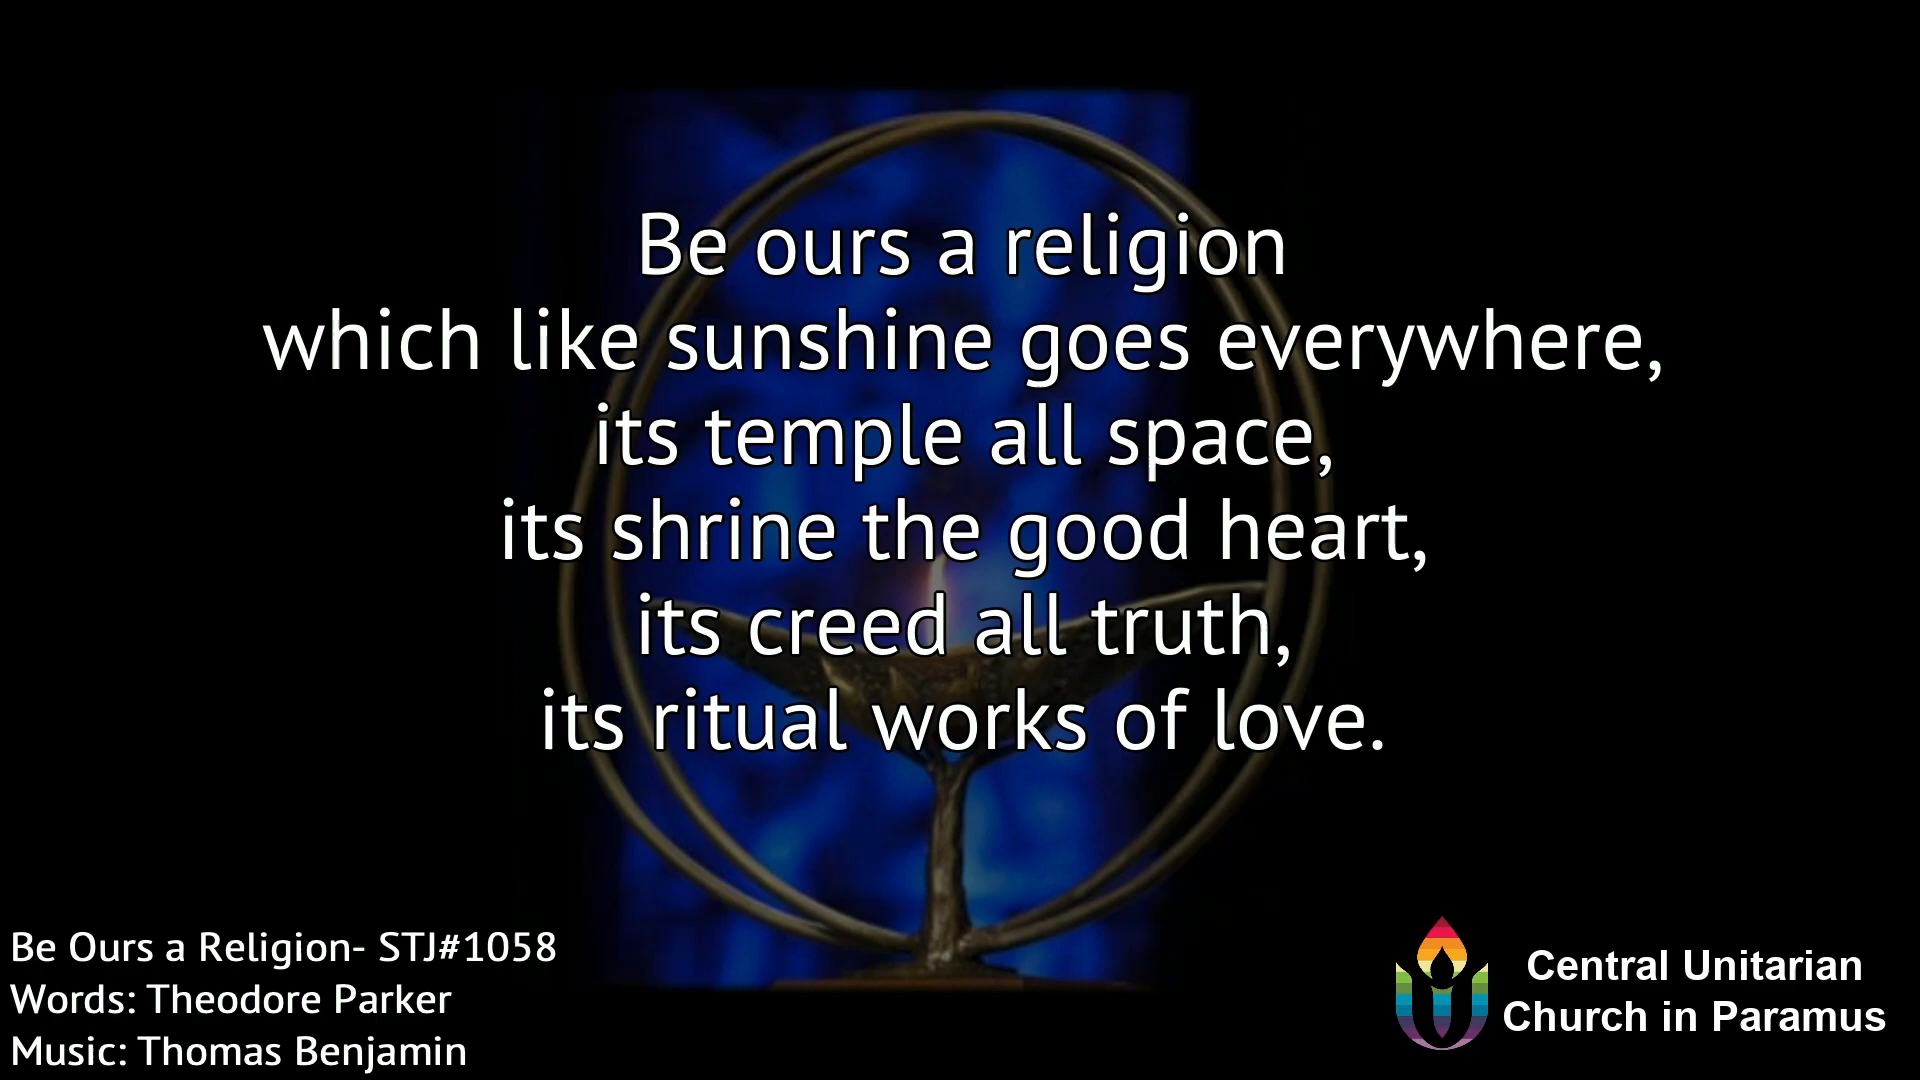 Be ours a religion
which like sunshine goes everywhere,
its temple all space,
its shrine the good heart,
its creed all truth,
its ritual works of love.
Be Ours a Religion- STJ#1058
Words: Theodore Parker
Music: Thomas Benjamin
Central Unitarian
Church in Paramus